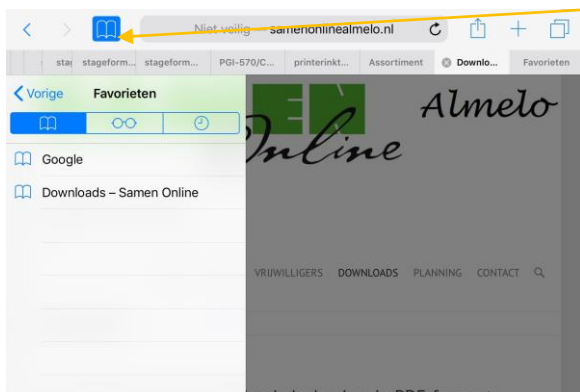 Niet veilig — samenonlinealmelo.nl
stag stageform... stageform... PGI-570/C... printerinkt... Assortiment Downlo... Favorieten
Vorige Favorieten
Almelo
Online
Google
Downloads – Samen Online
VRIJWILLIGERS DOWNLOADS PLANNING CONTACT